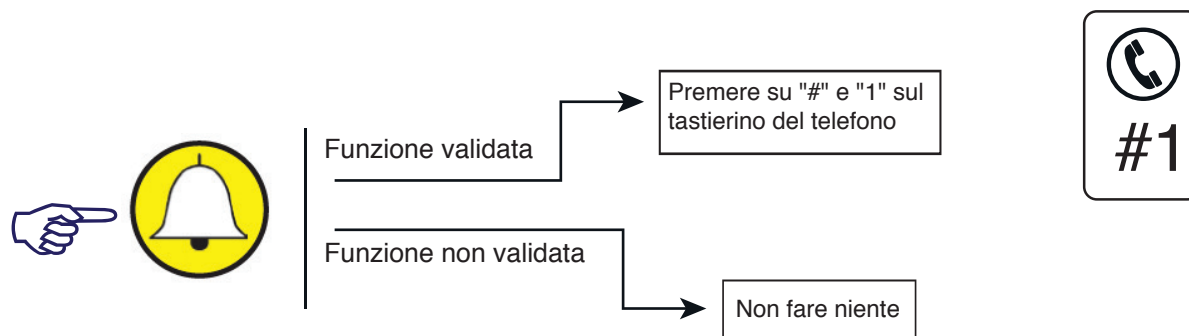 Premere su "#" e "1" sul
tastierino del telefono
#1
Funzione validata
Funzione non validata
Non fare niente